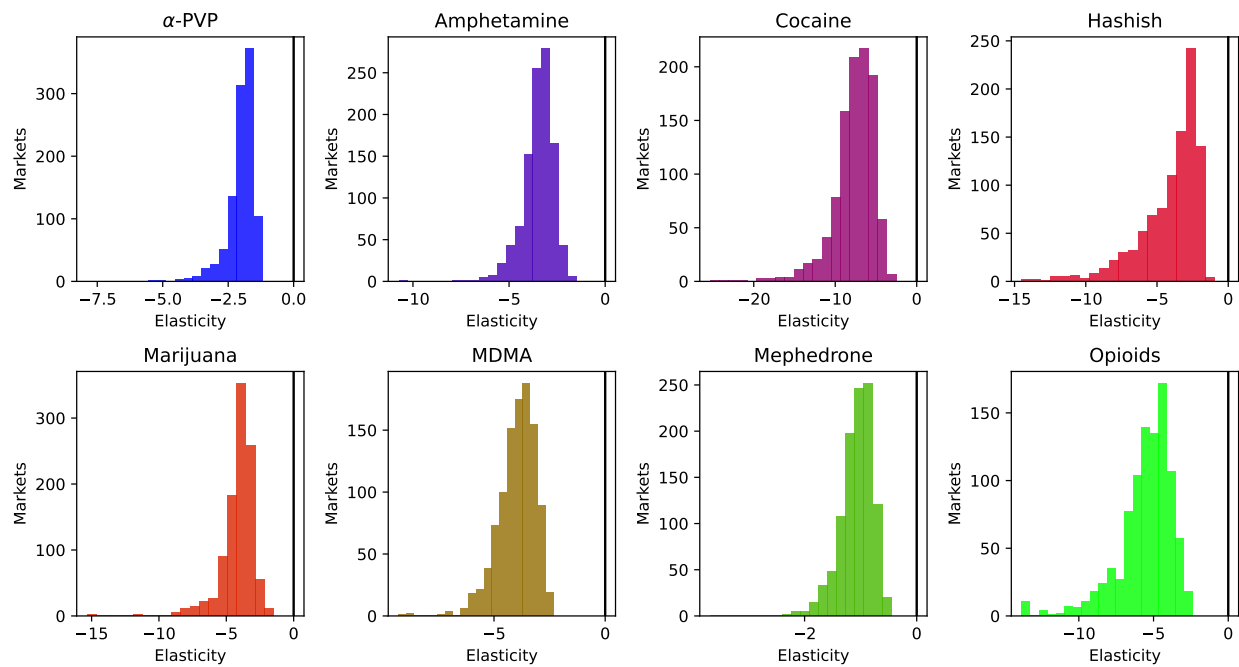 α-PVP
Markets
300
200
100
0
−7.5 −5.0 −2.5 0.0
Elasticity
Amphetamine
Markets
250
200
150
100
50
0
−10 −5 0
Elasticity
Cocaine
Markets
200
150
100
50
0
−20 −10 0
Elasticity
Hashish
Markets
250
200
150
100
50
0
−15 −10 −5 0
Elasticity
Marijuana
Markets
300
200
100
0
−15 −10 −5 0
Elasticity
MDMA
Markets
150
100
50
0
−5 0
Elasticity
Mephedrone
Markets
250
200
150
100
50
0
−2 0
Elasticity
Opioids
Markets
150
100
50
0
−10 −5 0
Elasticity